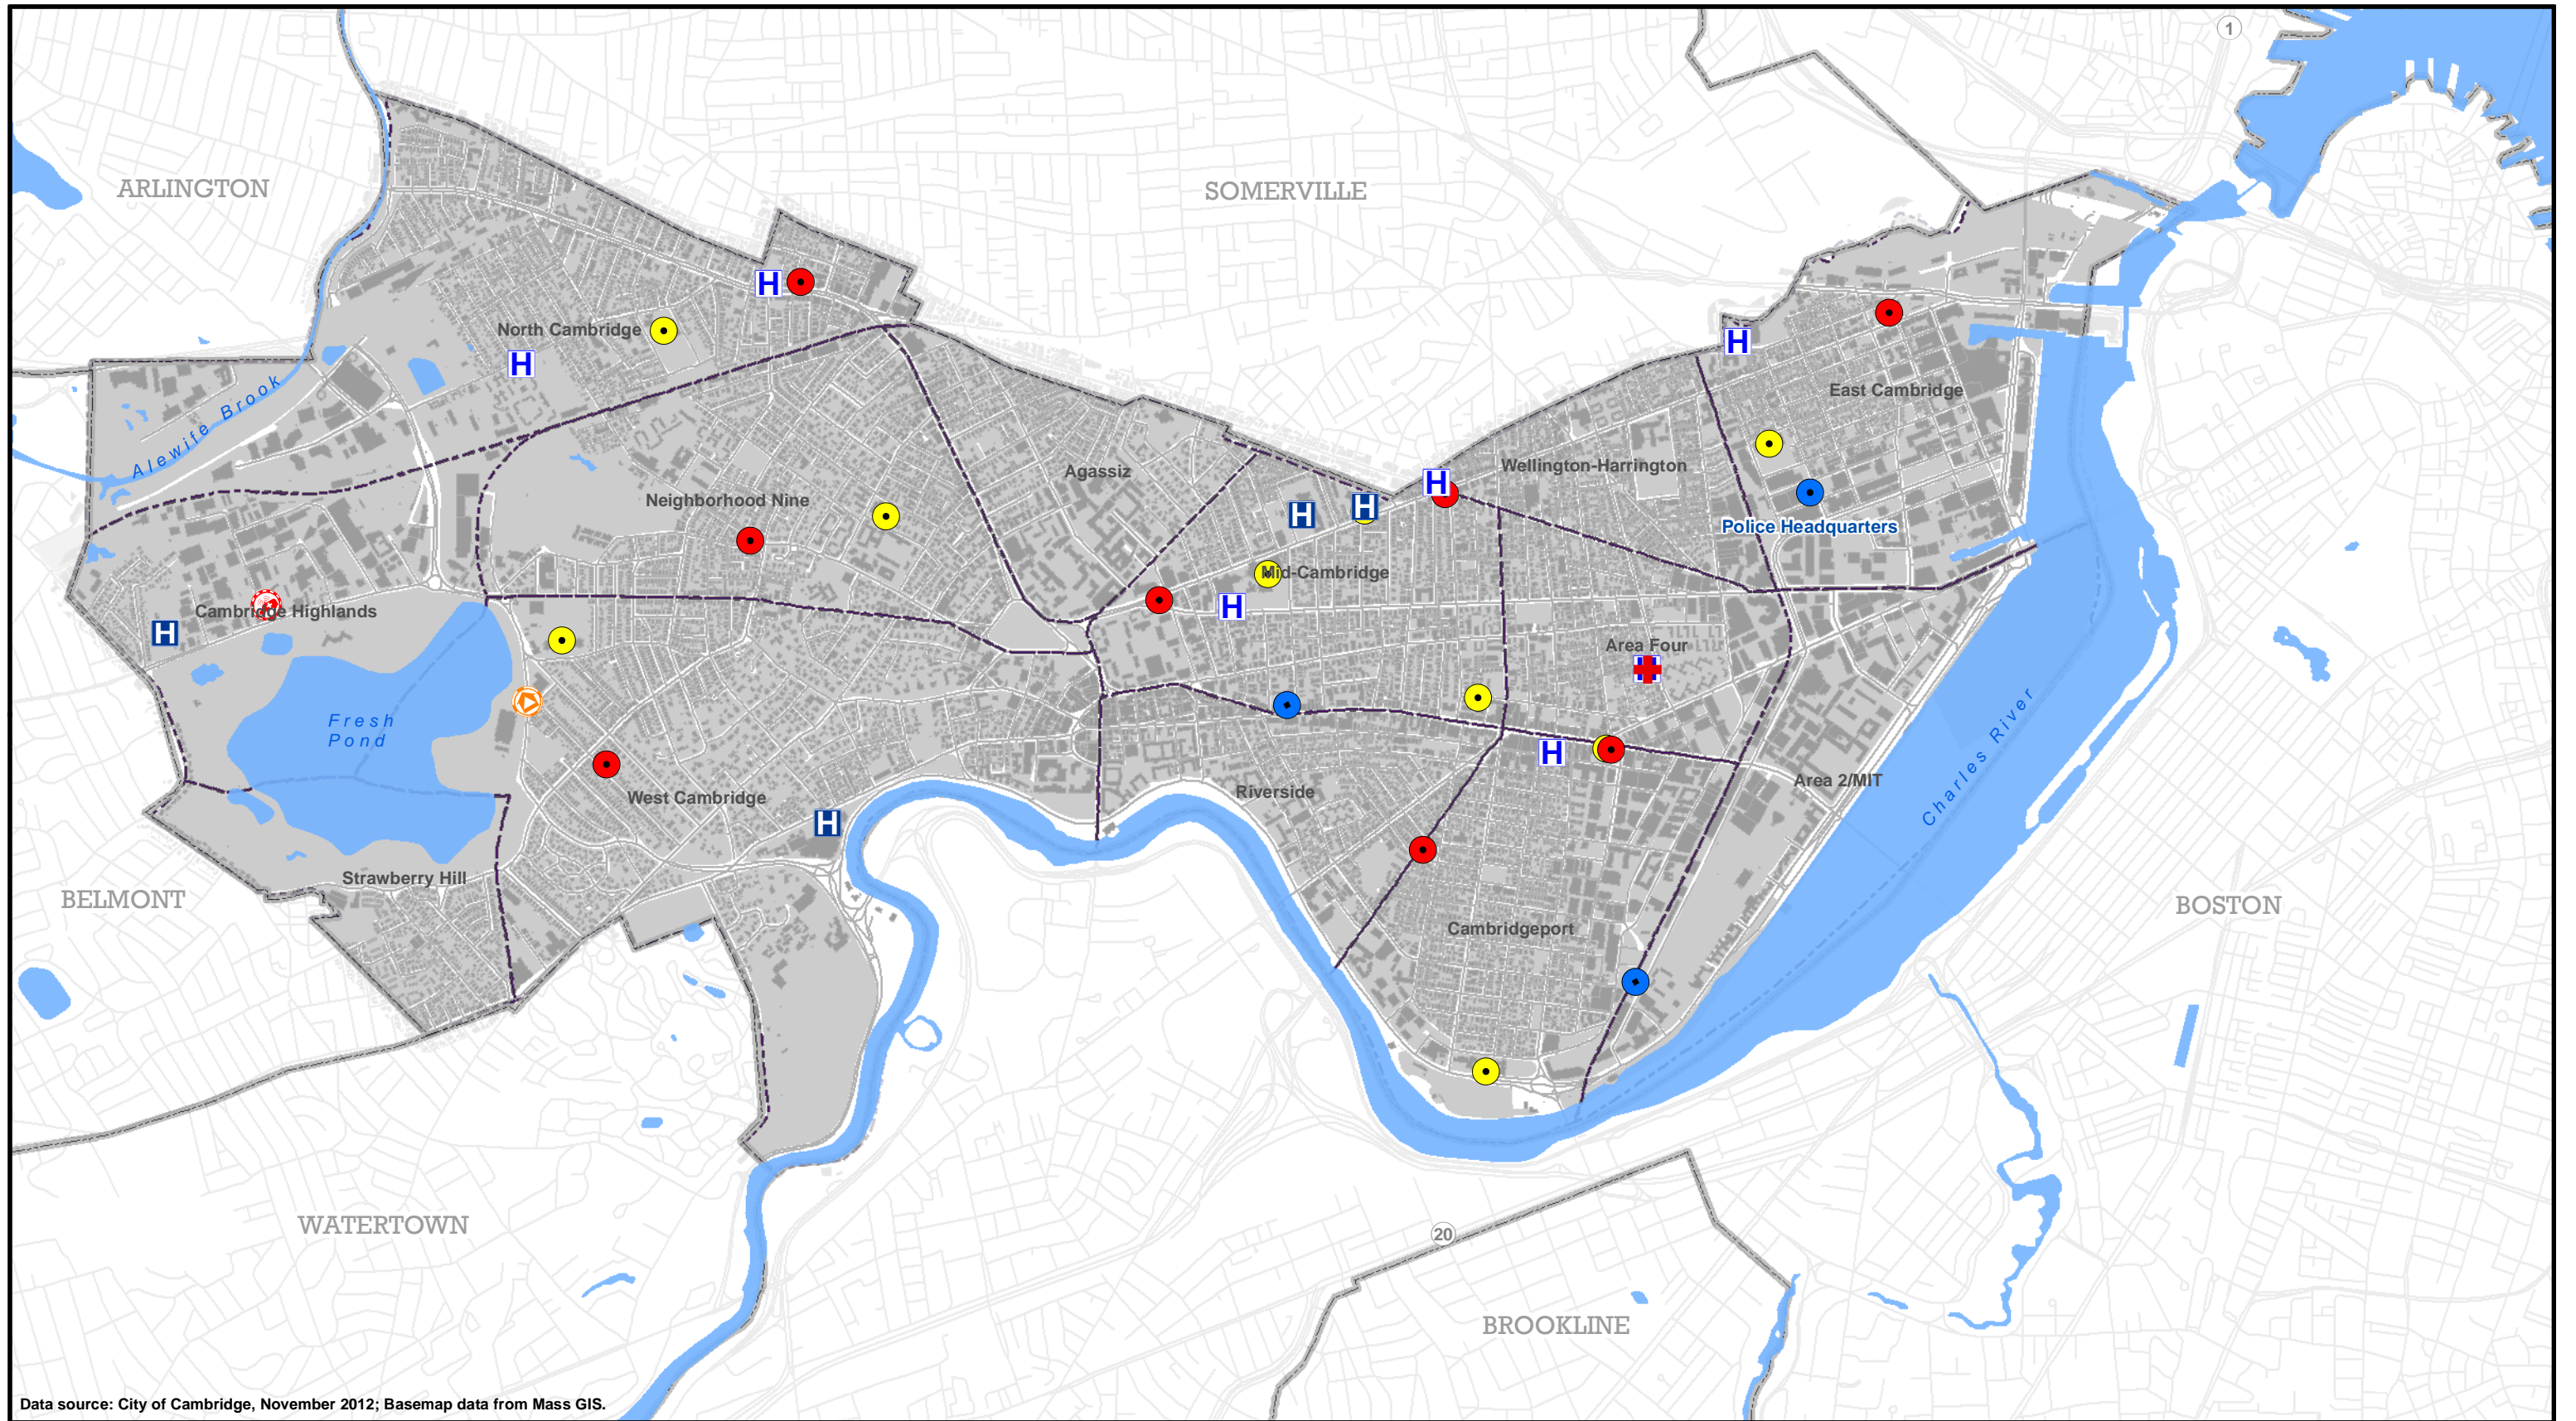 1
ARLINGTON
SOMERVILLE
North Cambridge
H
H
H
East Cambridge
Alewife Brook
Agassiz
Wellington-Harrington
H
Neighborhood Nine
H
H
Police Headquarters
Mid-Cambridge
Cambridge Highlands
H
H
Area Four
H
Fresh
Pond
H
Charles River
Area 2/MIT
Riverside
West Cambridge
H
Strawberry Hill
BELMONT
BOSTON
Cambridgeport
WATERTOWN
20
BROOKLINE
Data source: City of Cambridge, November 2012; Basemap data from Mass GIS.